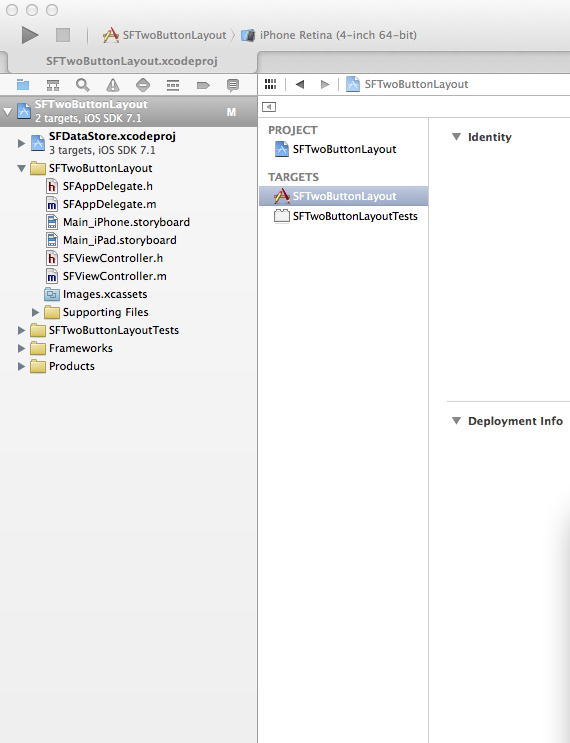 SFTwoButtonLayout iPhone Retina (4-inch 64-bit)
SFTwoButtonLayout.xcodeproj
SFTwoButtonLayout
2 targets, iOS SDK 7.1
M
SFDataStore.xcodeproj
3 targets, iOS SDK 7.1
SFTwoButtonLayout
h SFAppDelegate.h
m SFAppDelegate.m
Main_iPhone.storyboard
Main_iPad.storyboard
h SFViewController.h
m SFViewController.m
Images.xcassets
Supporting Files
SFTwoButtonLayoutTests
Frameworks
Products
SFTwoButtonLayout
PROJECT
SFTwoButtonLayout
TARGETS
SFTwoButtonLayout
SFTwoButtonLayoutTests
Identity
Deployment Info